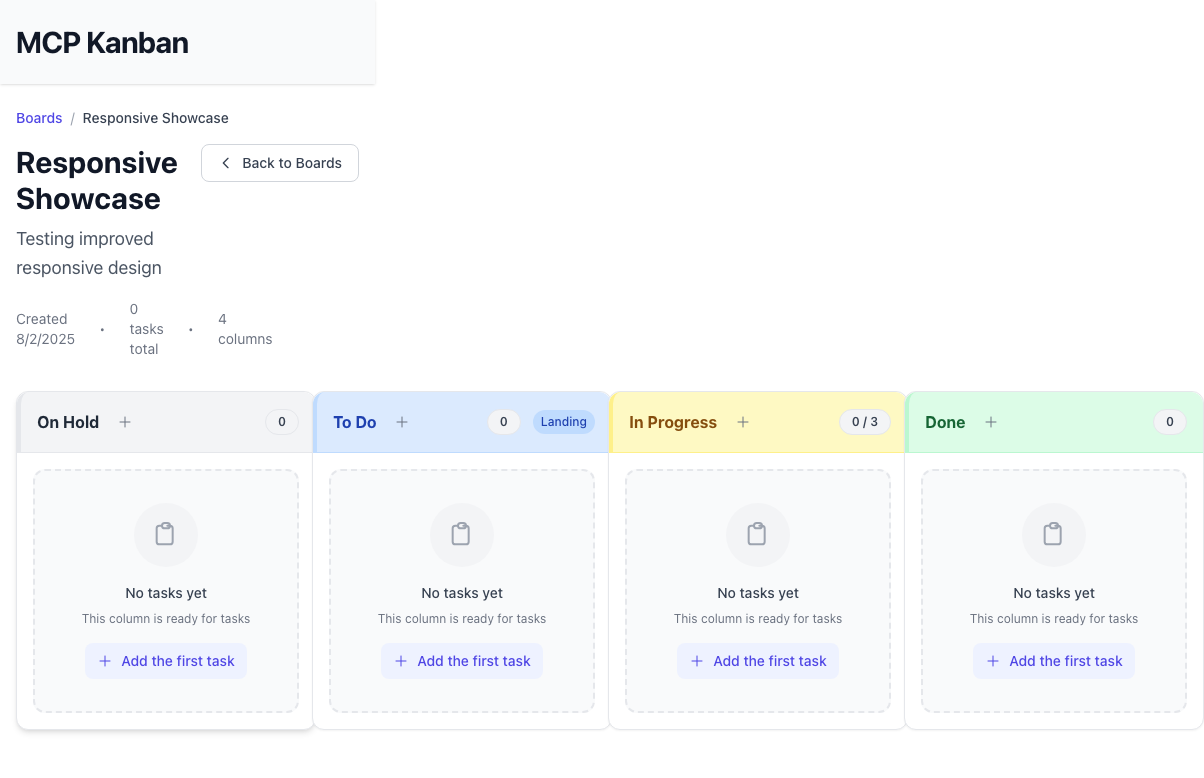 MCP Kanban
Boards / Responsive Showcase
Responsive
Showcase
Back to Boards
Testing improved
responsive design
Created
8/2/2025
•
0
tasks
total
•
4
columns
On Hold + 0
To Do + 0 Landing
In Progress + 0 / 3
Done + 0
No tasks yet
This column is ready for tasks
+ Add the first task
No tasks yet
This column is ready for tasks
+ Add the first task
No tasks yet
This column is ready for tasks
+ Add the first task
No tasks yet
This column is ready for tasks
+ Add the first task